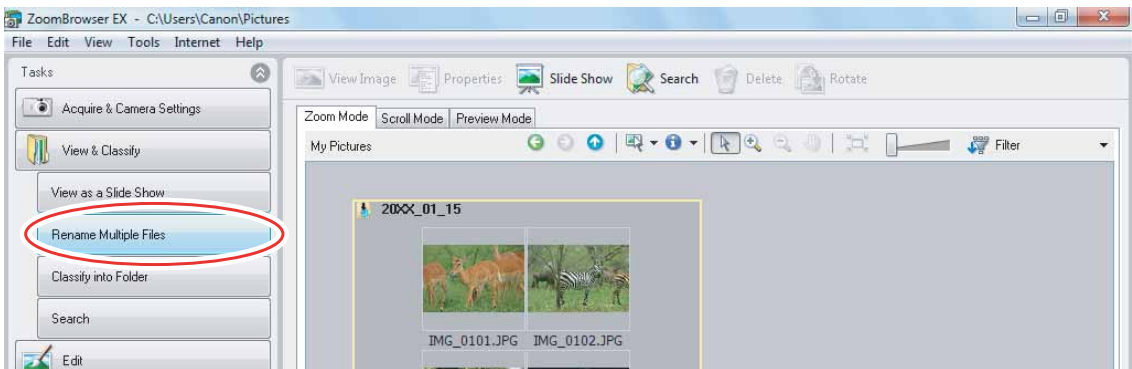 ZoomBrowser EX - C:\Users\Canon\Pictures
File Edit View Tools Internet Help
Tasks
Acquire & Camera Settings
View & Classify
View as a Slide Show
Rename Multiple Files
Classify into Folder
Search
Edit
View Image Properties Slide Show Search Delete Rotate
Zoom Mode Scroll Mode Preview Mode
My Pictures Filter
20XX_01_15
IMG_0101.JPG IMG_0102.JPG